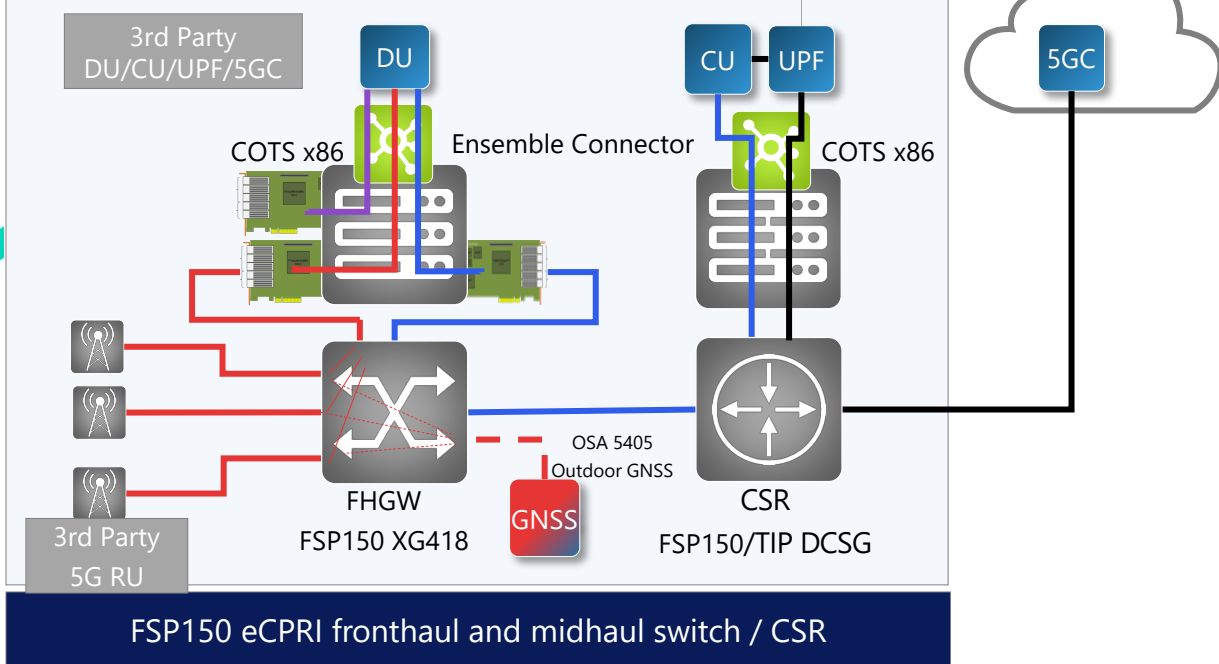 3rd Party
DU/CU/UPF/5GC
DU
CU
UPF
5GC
COTS x86
Ensemble Connector
COTS x86
OSA 5405
Outdoor GNSS
GNSS
FHGW
FSP150 XG418
CSR
FSP150/TIP DCSG
3rd Party
5G RU
FSP150 eCPRI fronthaul and midhaul switch / CSR